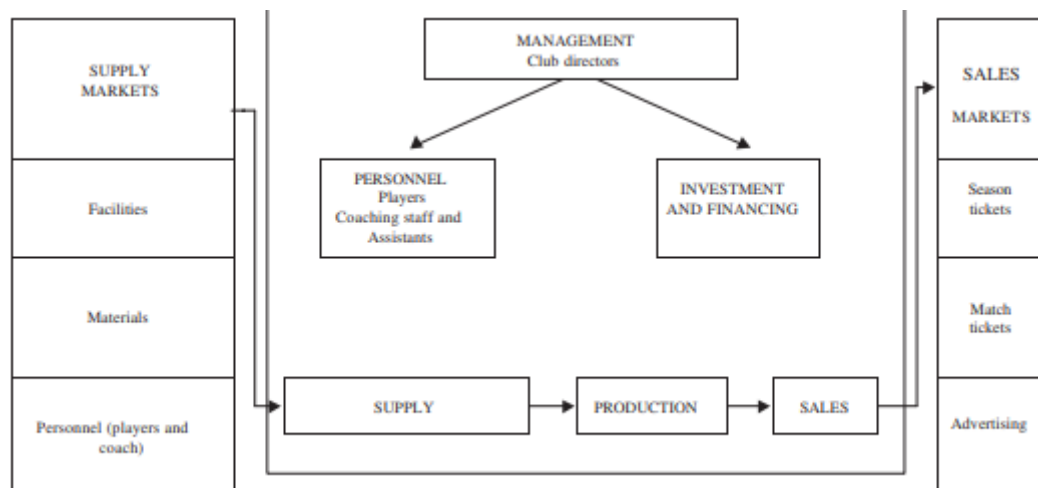 SUPPLY
MARKETS
Facilities
Materials
Personnel (players and
coach)
MANAGEMENT
Club directors
PERSONNEL
Players
Coaching staff and
Assistants
INVESTMENT
AND FINANCING
SUPPLY
PRODUCTION
SALES
SALES
MARKETS
Season
tickets
Match
tickets
Advertising